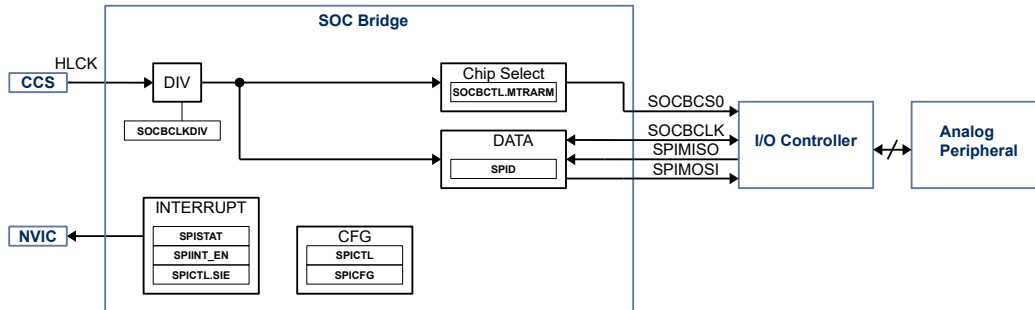 SOC Bridge
HLCK
CCS
DIV
SOCBCLKDIV
Chip Select
SOCBCTL.MTRARM
SOCBCS0
DATA
SPID
SOCBCLK
SPIMISO
SPIMOSI
I/O Controller
Analog
Peripheral
NVIC
INTERRUPT
SPISTAT
SPIINT_EN
SPICTL.SIE
CFG
SPICTL
SPICFG